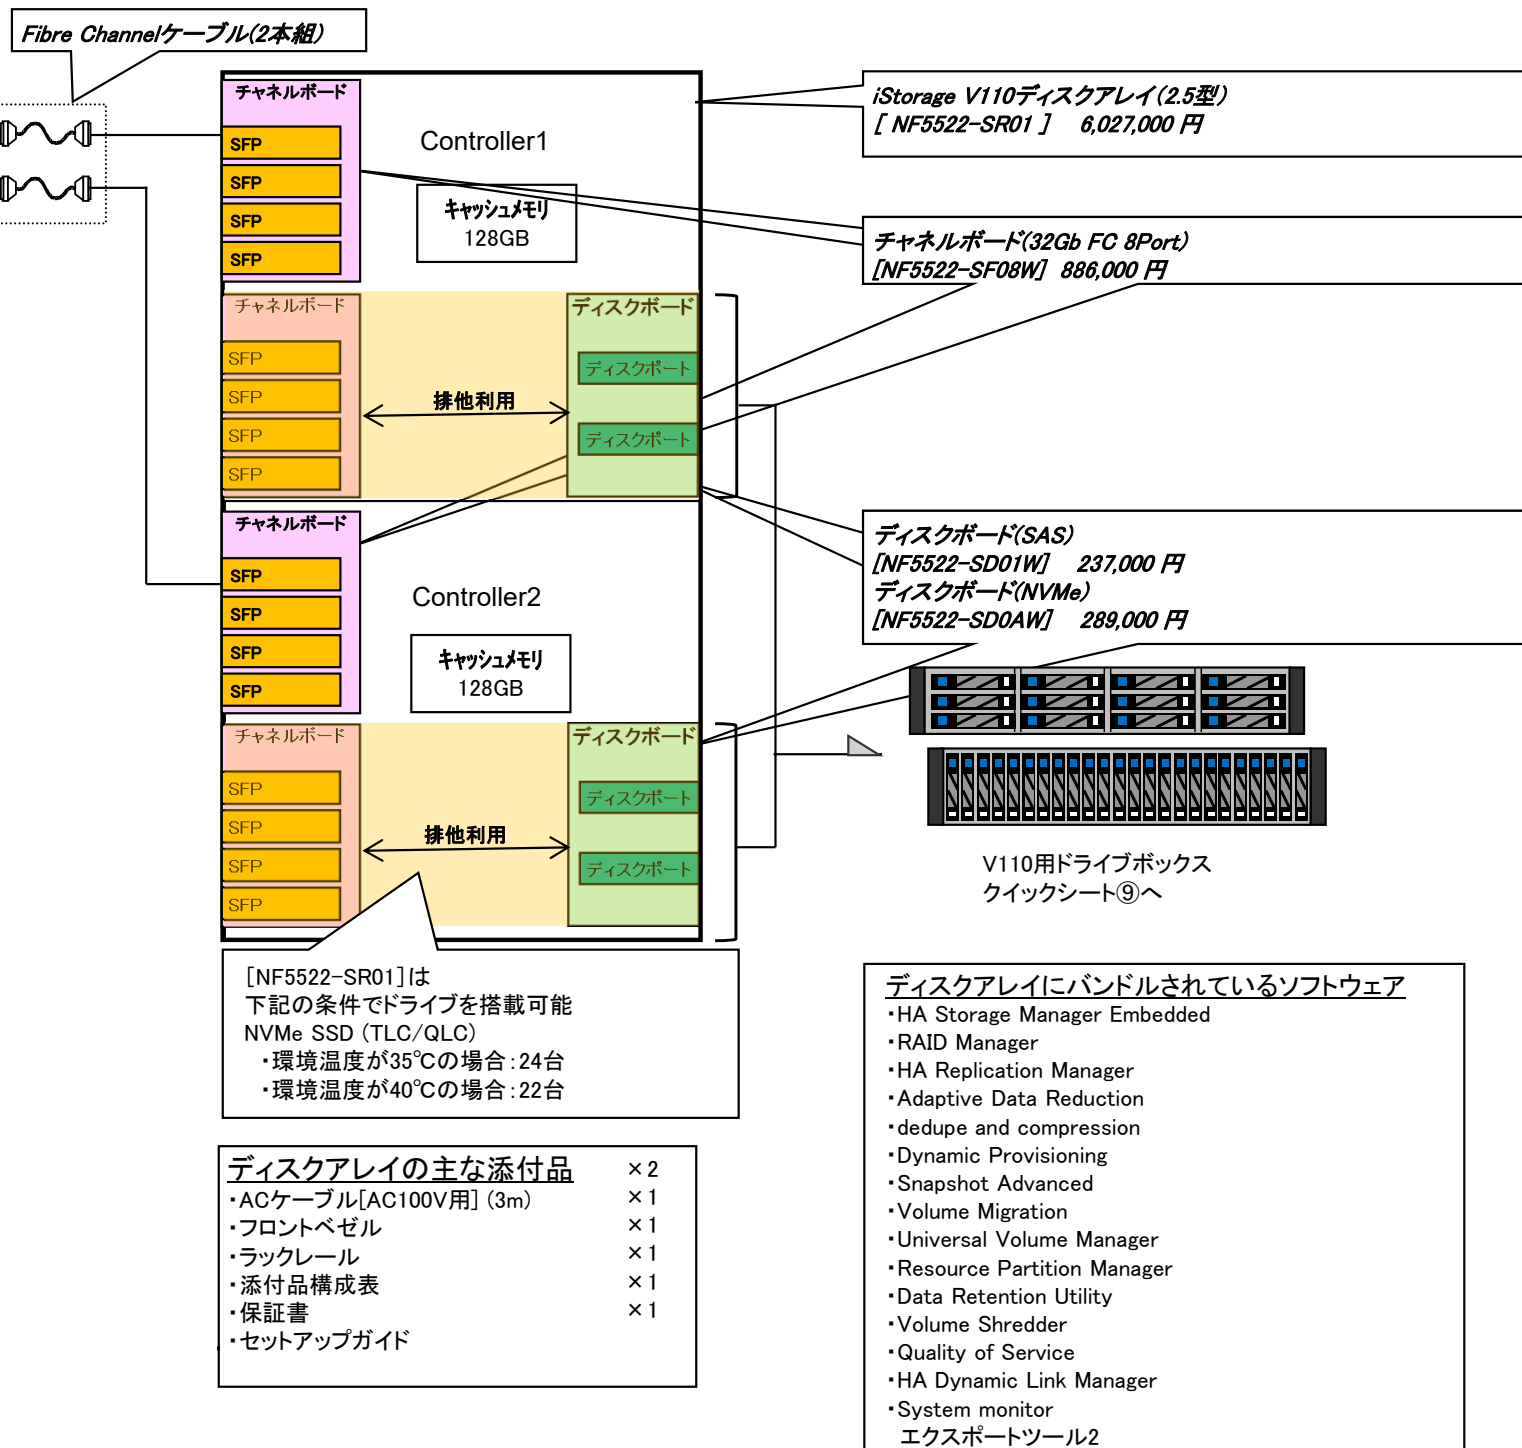 Fibre Channelケーブル(2本組)
チャネルボード
SFP
SFP
SFP
SFP
Controller1
キャッシュメモリ
128GB
iStorage V110ディスクアレイ(2.5型)
[ NF5522-SR01 ] 6,027,000 円
チャネルボード(32Gb FC 8Port)
[NF5522-SF08W] 886,000 円
チャネルボード
SFP
SFP
SFP
SFP
排他利用
ディスクボード
ディスクポート
ディスクポート
チャネルボード
SFP
SFP
SFP
SFP
Controller2
キャッシュメモリ
128GB
ディスクボード(SAS)
[NF5522-SD01W] 237,000 円
ディスクボード(NVMe)
[NF5522-SD0AW] 289,000 円
チャネルボード
SFP
SFP
SFP
SFP
排他利用
ディスクボード
ディスクポート
ディスクポート
V110用ドライブボックス
クイックシート⑨へ
[NF5522-SR01]は
下記の条件でドライブを搭載可能
NVMe SSD (TLC/QLC)
・環境温度が35℃の場合:24台
・環境温度が40℃の場合:22台
ディスクアレイの主な添付品 ×2
・ACケーブル[AC100V用] (3m) ×1
・フロントベゼル ×1
・ラックレール ×1
・添付品構成表 ×1
・保証書 ×1
・セットアップガイド
ディスクアレイにバンドルされているソフトウェア
・HA Storage Manager Embedded
・RAID Manager
・HA Replication Manager
・Adaptive Data Reduction
・dedupe and compression
・Dynamic Provisioning
・Snapshot Advanced
・Volume Migration
・Universal Volume Manager
・Resource Partition Manager
・Data Retention Utility
・Volume Shredder
・Quality of Service
・HA Dynamic Link Manager
・System monitor
エクスポートツール2